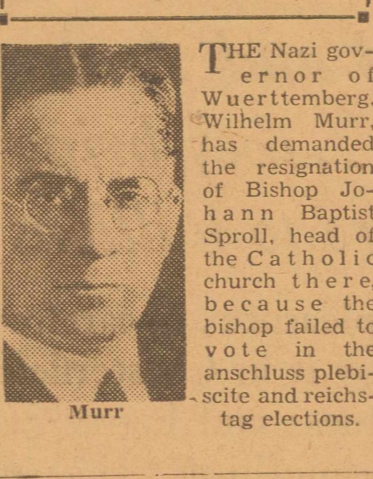 THE Nazi gov-
ernor of
Wuerttemberg,
Wilhelm Murr,
has demanded
the resignation
of Bishop Jo-
hann Baptist
Sproll, head of
the Catholic
church there,
because the
bishop failed to
vote in the
anschluss plebi-
scite and reichs-
tag elections.
Murr